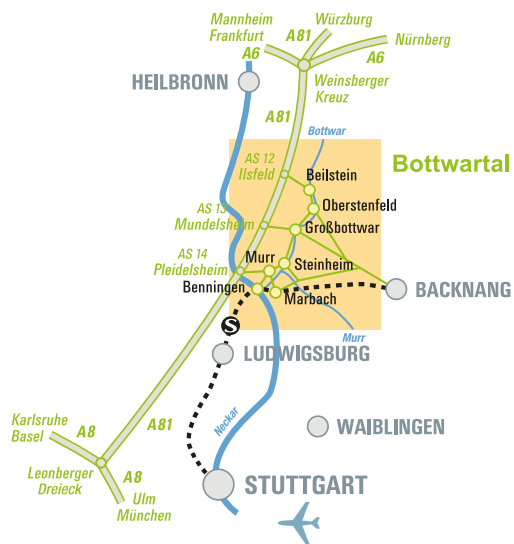 Mannheim
Frankfurt
A6
A81
Würzburg
Nürnberg
A6
HEILBRONN
Weinsberger
Kreuz
A81
Bottwar
AS 12
Ilsfeld
Bottwartal
Beilstein
Oberstenfeld
AS 13
Mundelsheim
Großbottwar
AS 14
Pleidelsheim
Murr
Steinheim
Benningen
Marbach
BACKNANG
S
Murr
LUDWIGSBURG
Neckar
Karlsruhe
Basel
A8
A81
WAIBLINGEN
Leonberger
Dreieck
A8
Ulm
München
STUTTGART